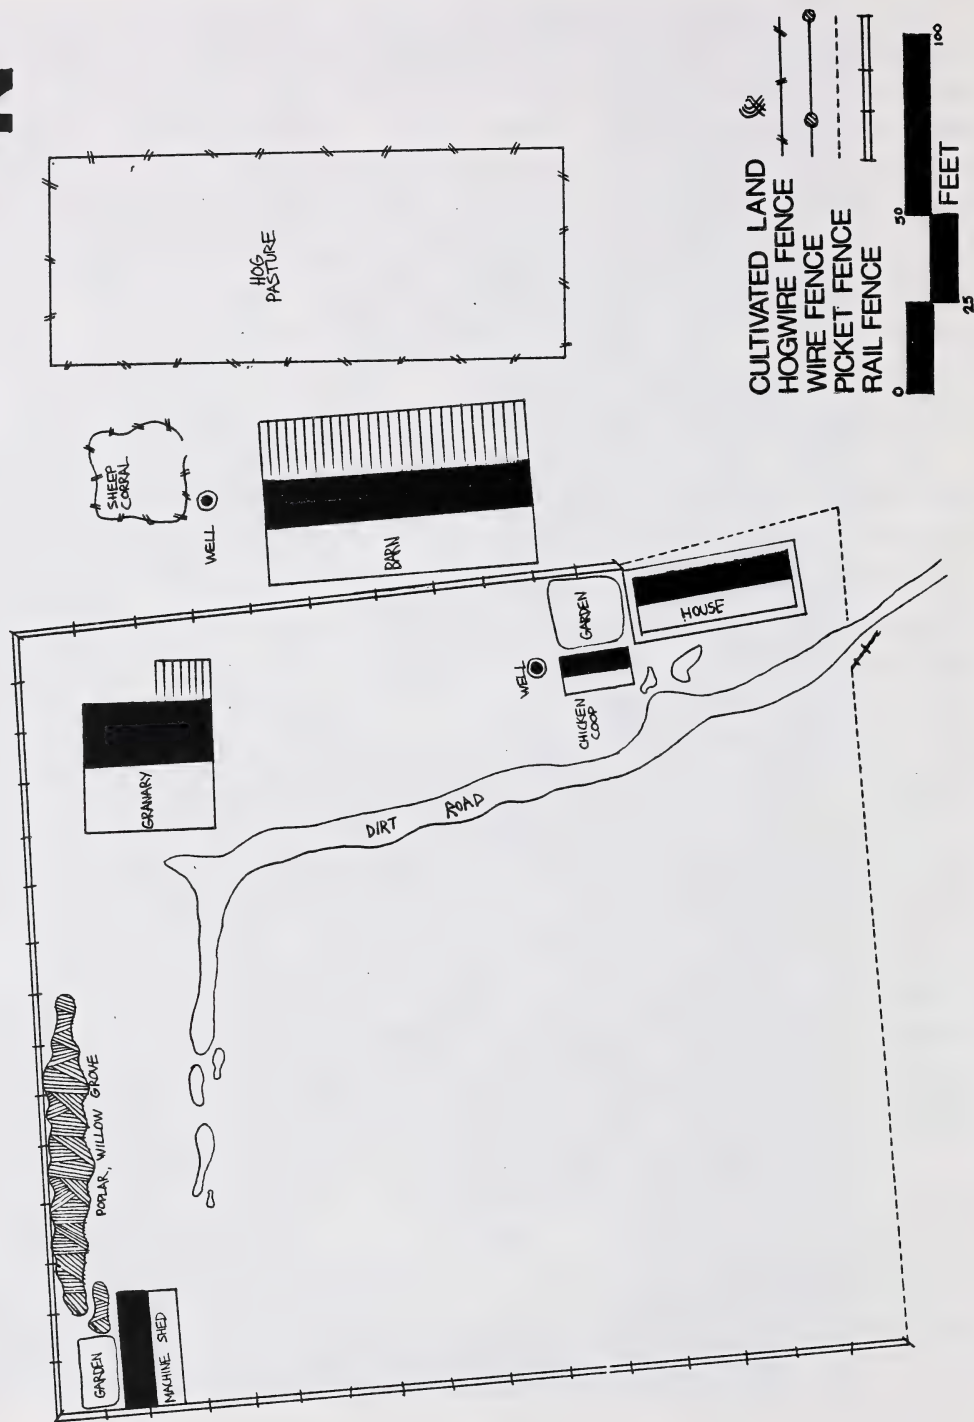 HOG
PASTURE
SHEEP
CORRAL
WELL
BARN
GRANARY
WELL
GARDEN
HOUSE
CHICKEN
COOP
DIRT ROAD
POPLAR, WILLOW GROVE
GARDEN
MACHINE SHED
CULTIVATED LAND
HOGWIRE FENCE
WIRE FENCE
PICKET FENCE
RAIL FENCE
0 50 100
25
FEET